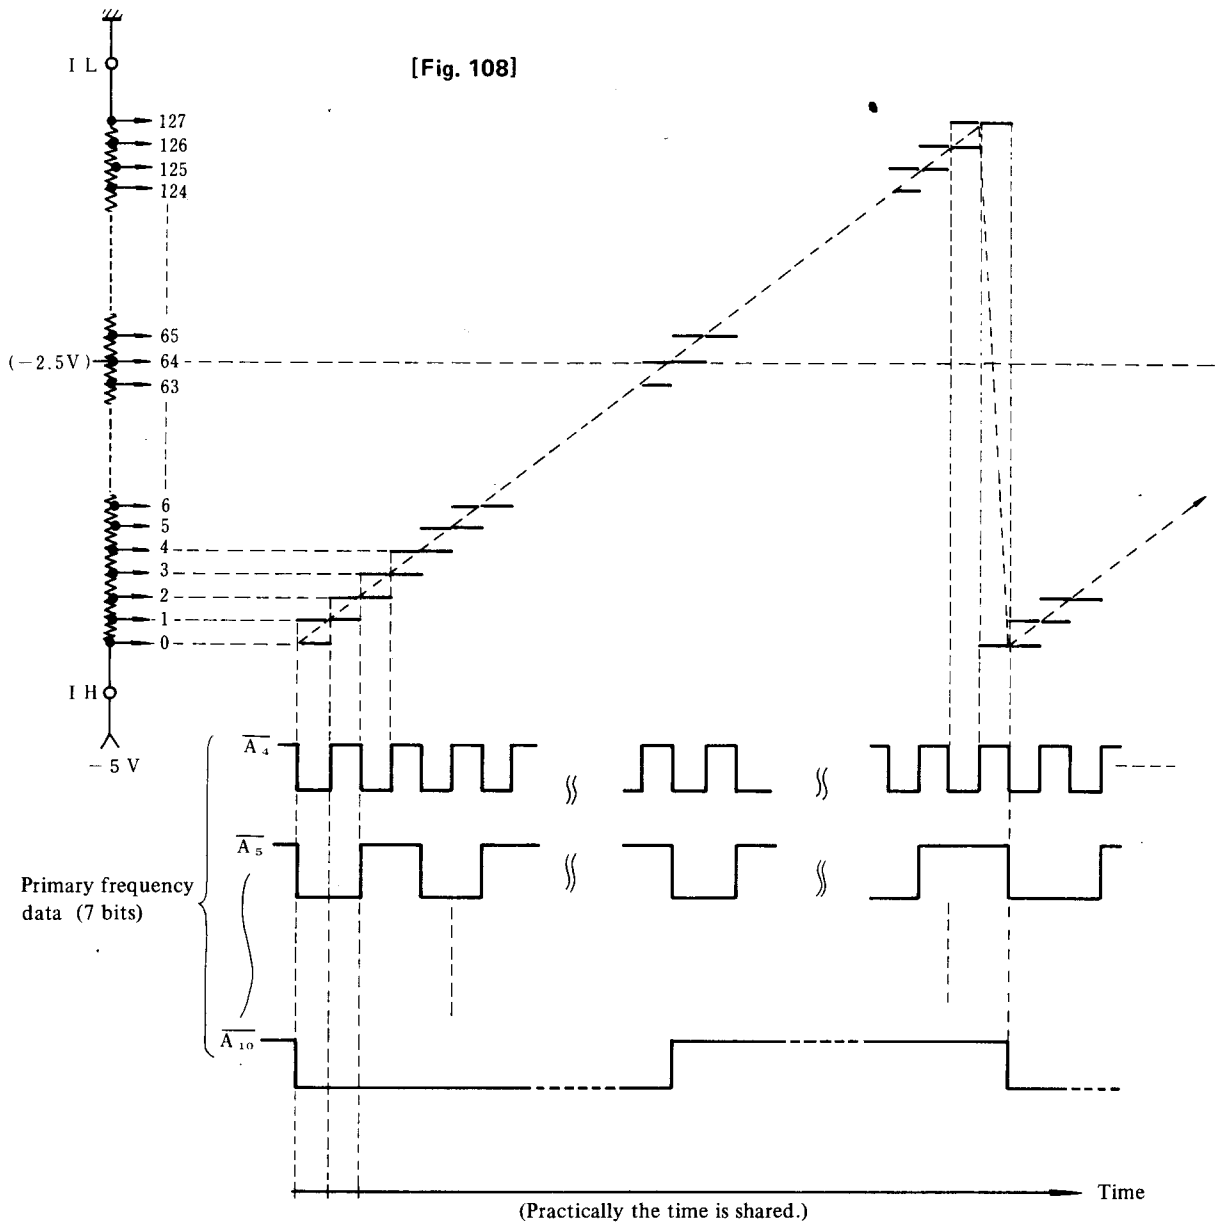 [Fig. 108]
I L
127
126
125
124
65
(−2.5V)
64
63
6
5
4
3
2
1
0
I H
−5 V
A̅₄
A̅₅
Primary frequency
data (7 bits)
A̅₁₀
Time
(Practically the time is shared.)